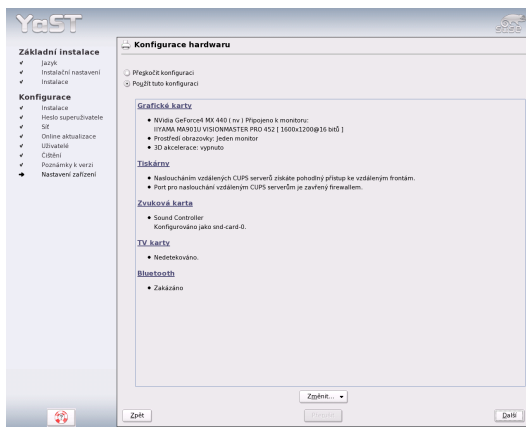 YaST
SUSE
Základní instalace
Jazyk
Instalační nastavení
Instalace
Konfigurace
Instalace
Heslo superuživatele
Síť
Online aktualizace
Uživatelé
Čištění
Poznámky k verzi
Nastavení zařízení
Konfigurace hardwaru
Přeskočit konfiguraci
Použít tuto konfiguraci
Grafické karty
NVidia GeForce4 MX 440 ( nv ) Připojeno k monitoru:
IIYAMA MA901U VISIONMASTER PRO 452 [ 1600x1200@16 bitů ]
Prostředí obrazovky: Jeden monitor
3D akcelerace: vypnuto
Tiskárny
Nasloucháním vzdálených CUPS serverů získáte pohodlný přístup ke vzdáleným frontám.
Port pro naslouchání vzdáleným CUPS serverům je zavřený firewallem.
Zvuková karta
Sound Controller
Konfigurováno jako snd-card-0.
TV karty
Nedetekováno.
Bluetooth
Zakázáno
Změnit...
Zpět
Další